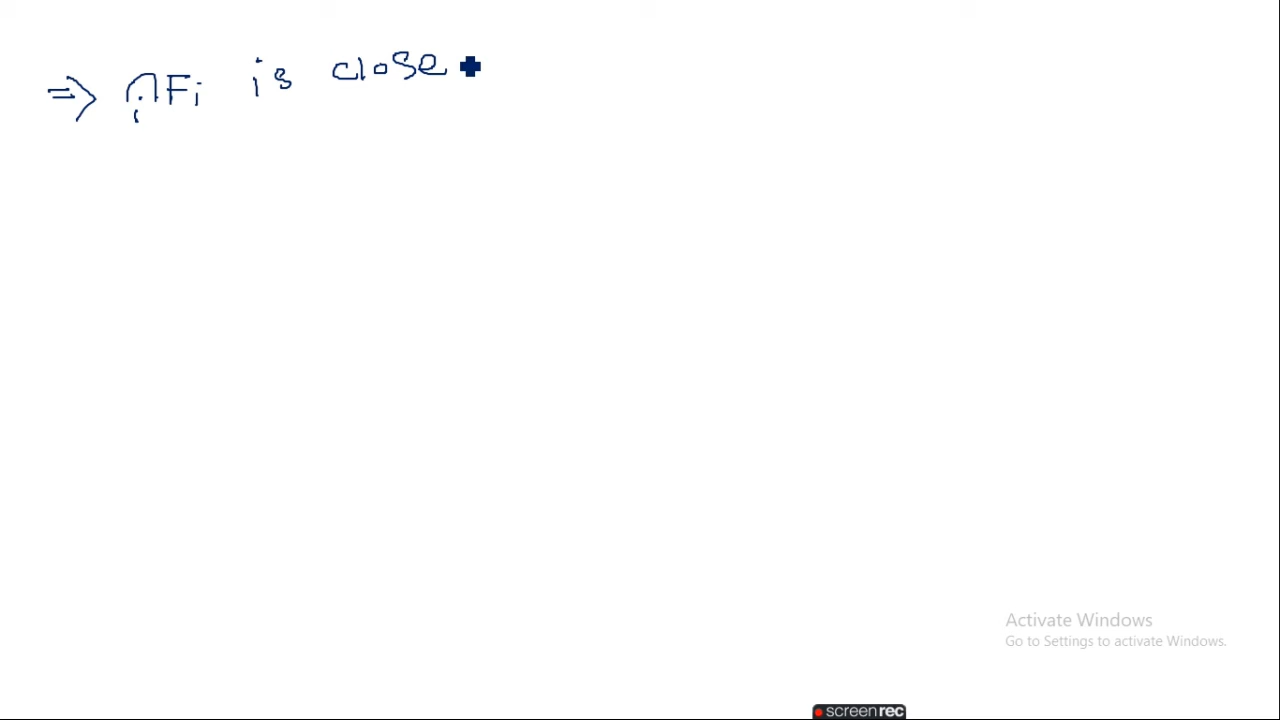 ⇒ ∩Fi is close
i
Activate Windows
Go to Settings to activate Windows.
screenrec